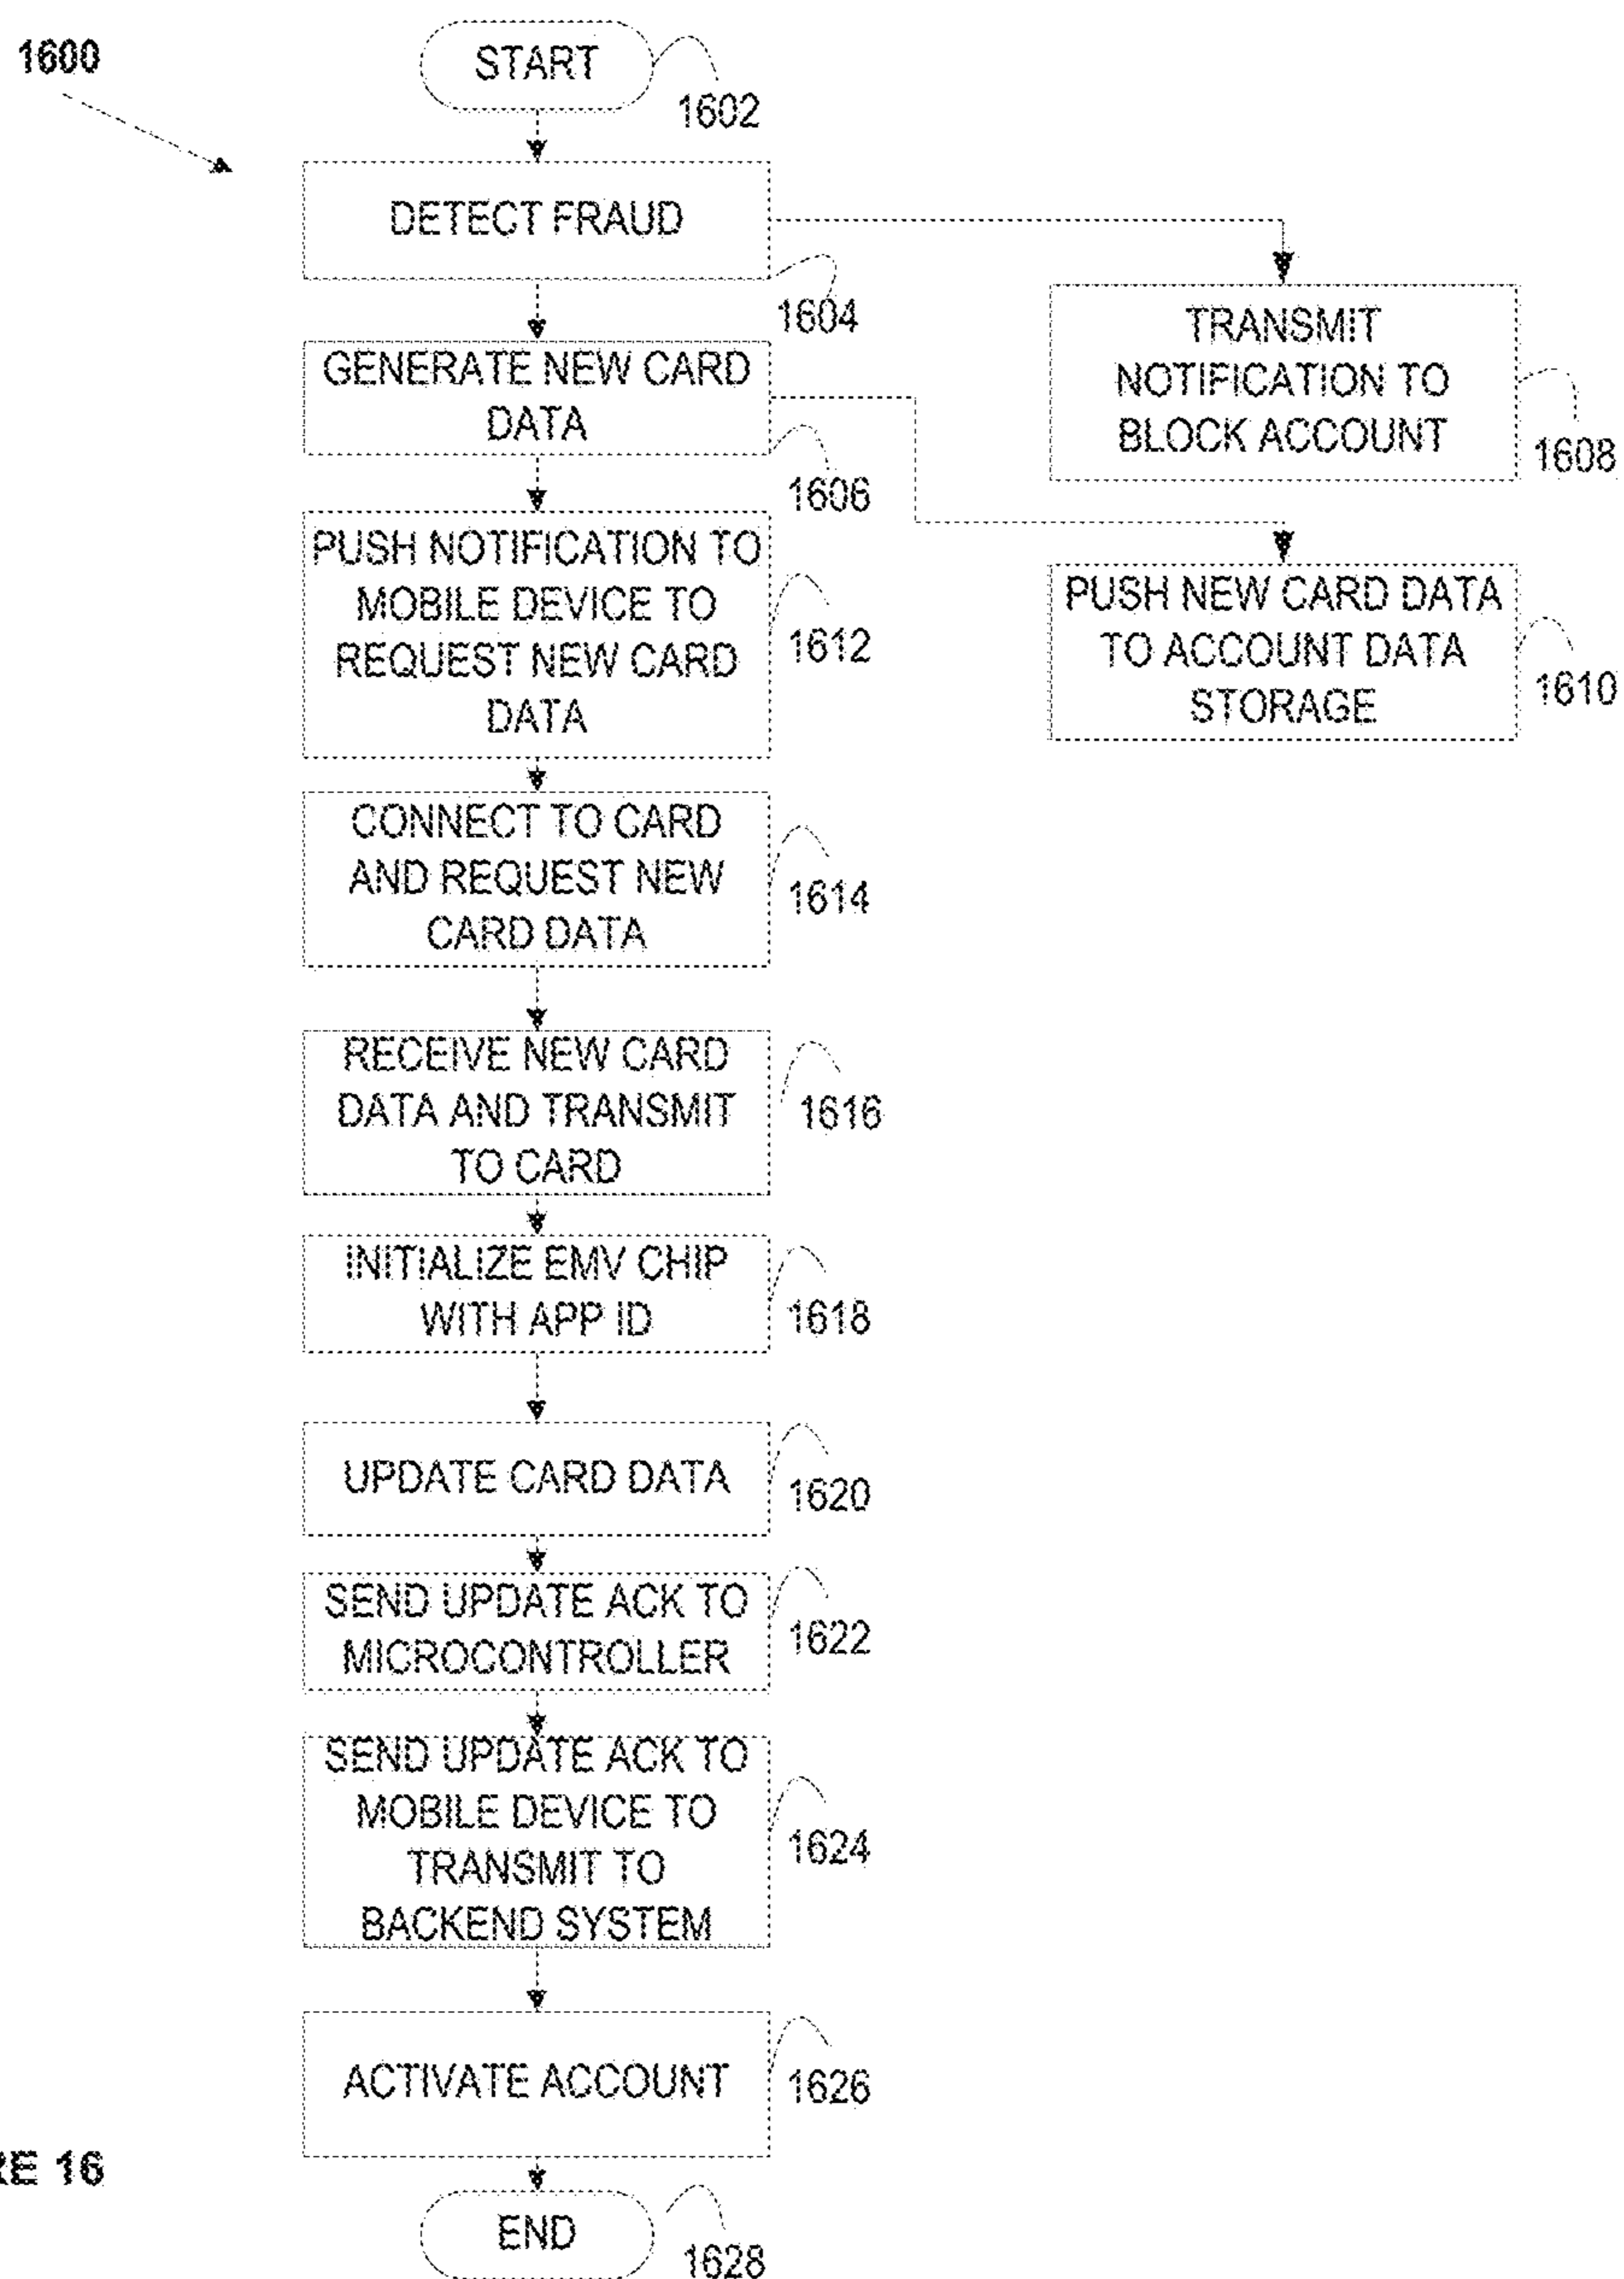 1600
START
1602
DETECT FRAUD
1604
GENERATE NEW CARD
DATA
1606
TRANSMIT
NOTIFICATION TO
BLOCK ACCOUNT
1608
PUSH NOTIFICATION TO
MOBILE DEVICE TO
REQUEST NEW CARD
DATA
1612
PUSH NEW CARD DATA
TO ACCOUNT DATA
STORAGE
1610
CONNECT TO CARD
AND REQUEST NEW
CARD DATA
1614
RECEIVE NEW CARD
DATA AND TRANSMIT
TO CARD
1616
INITIALIZE EMV CHIP
WITH APP ID
1618
UPDATE CARD DATA
1620
SEND UPDATE ACK TO
MICROCONTROLLER
1622
SEND UPDATE ACK TO
MOBILE DEVICE TO
TRANSMIT TO
BACKEND SYSTEM
1624
ACTIVATE ACCOUNT
1626
RE 16
END
1628